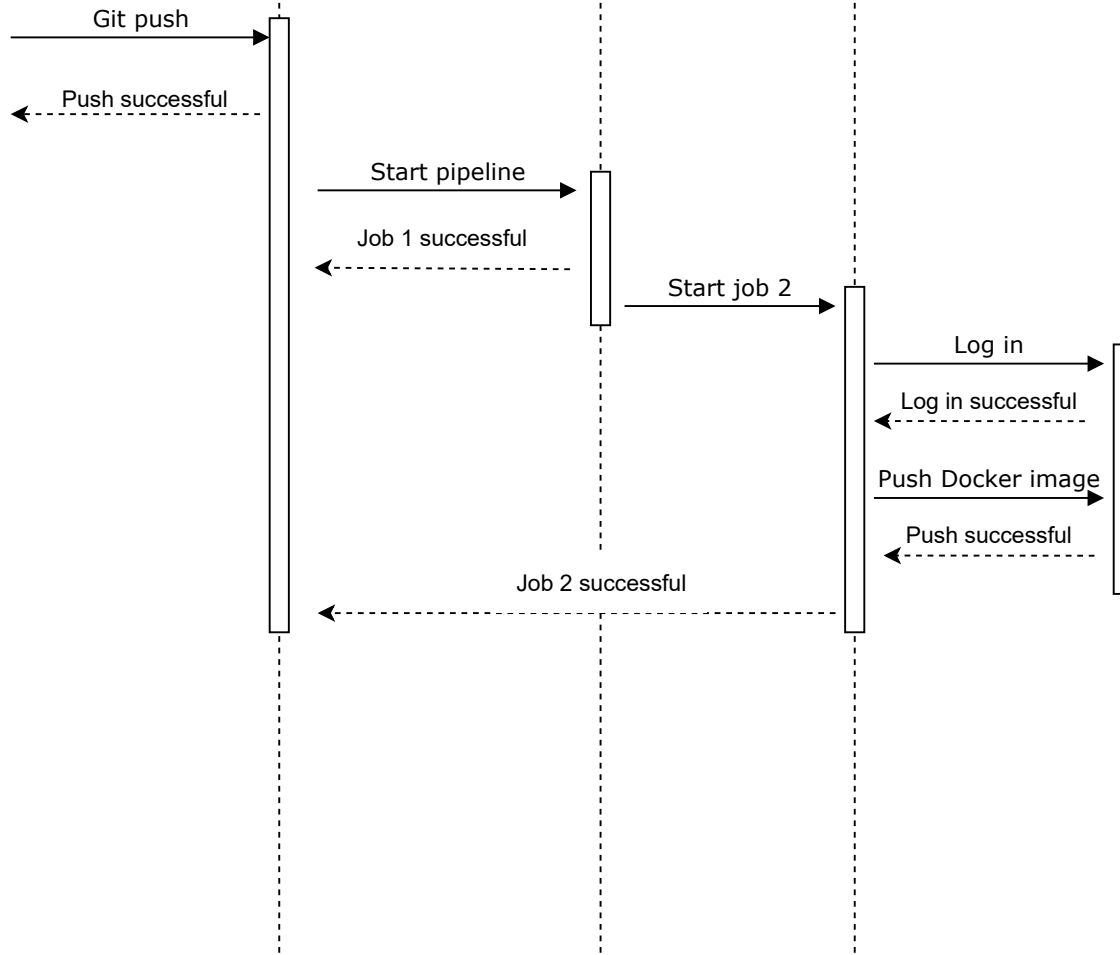 Git push
Push successful
Start pipeline
Job 1 successful
Start job 2
Log in
Log in successful
Push Docker image
Push successful
Job 2 successful